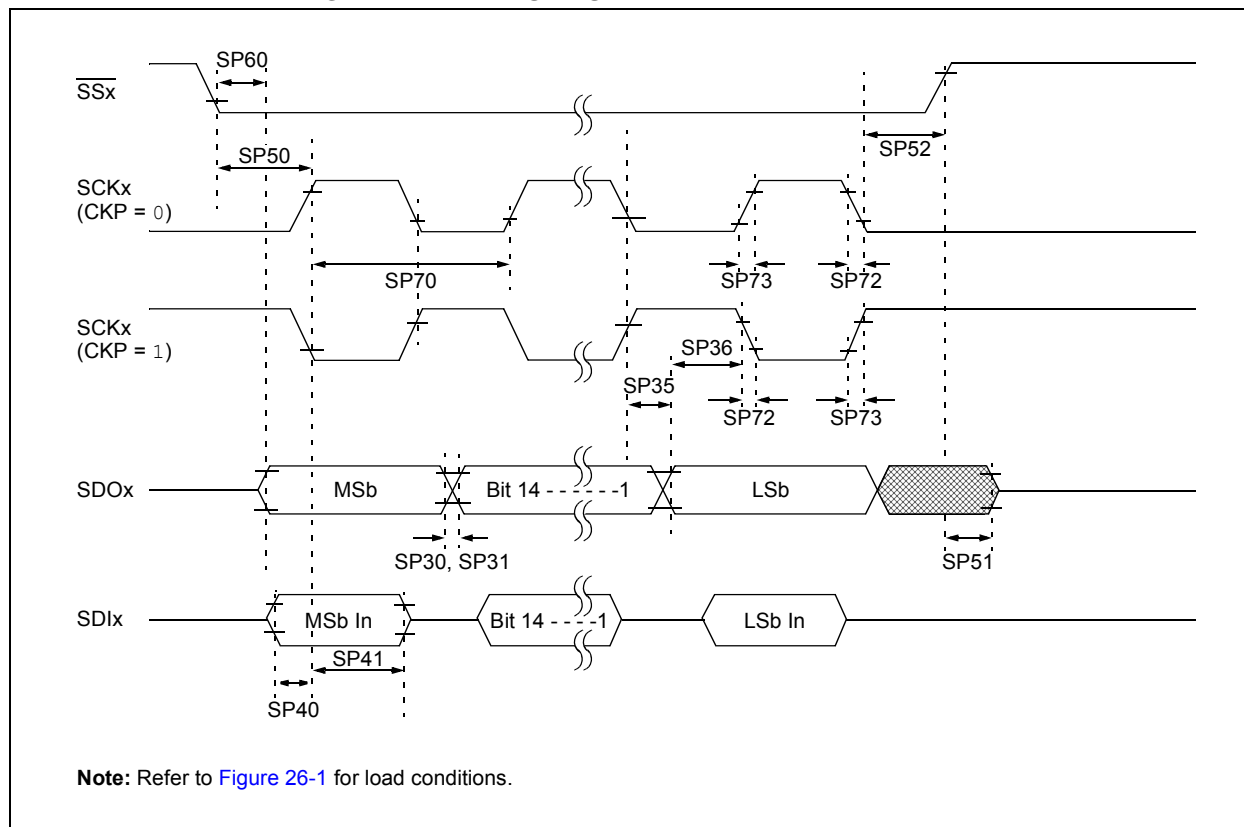 SP60
SSx
SP50
SP52
SCKx
(CKP = 0)
SP70
SP73
SP72
SCKx
(CKP = 1)
SP36
SP35
SP72
SP73
SDOx
MSb
Bit 14 - - - - - -1
LSb
SP30, SP31
SP51
SDIx
MSb In
Bit 14 - - - -1
LSb In
SP41
SP40
Note: Refer to Figure 26-1 for load conditions.